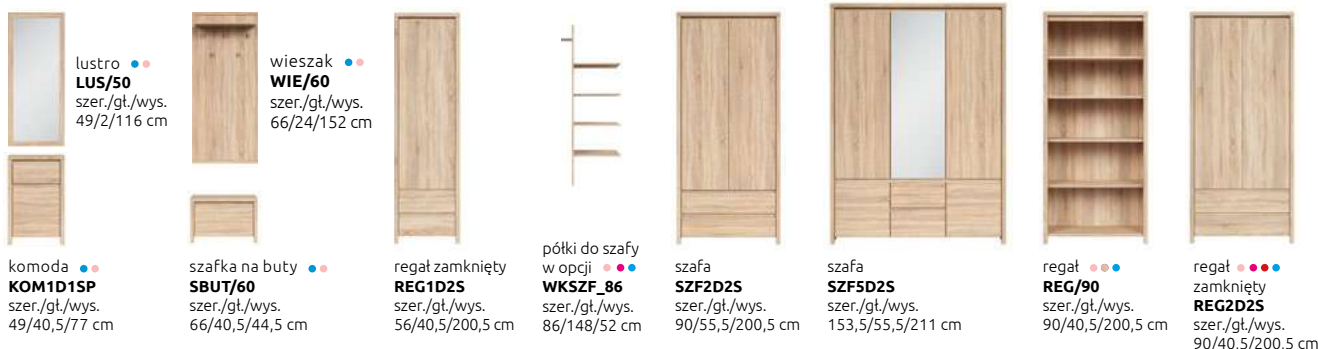 lustro
LUS/50
szer./gł./wys.
49/2/116 cm
wieszak
WIE/60
szer./gł./wys.
66/24/152 cm
komoda
KOM1D1SP
szer./gł./wys.
49/40,5/77 cm
szafka na buty
SBUT/60
szer./gł./wys.
66/40,5/44,5 cm
regał zamknięty
REG1D2S
szer./gł./wys.
56/40,5/200,5 cm
półki do szafy
w opcji
WKSZF_86
szer./gł./wys.
86/148/52 cm
szafa
SZF2D2S
szer./gł./wys.
90/55,5/200,5 cm
szafa
SZF5D2S
szer./gł./wys.
153,5/55,5/211 cm
regał
REG/90
szer./gł./wys.
90/40,5/200,5 cm
regał
zamknięty
REG2D2S
szer./gł./wys.
90/40,5/200,5 cm